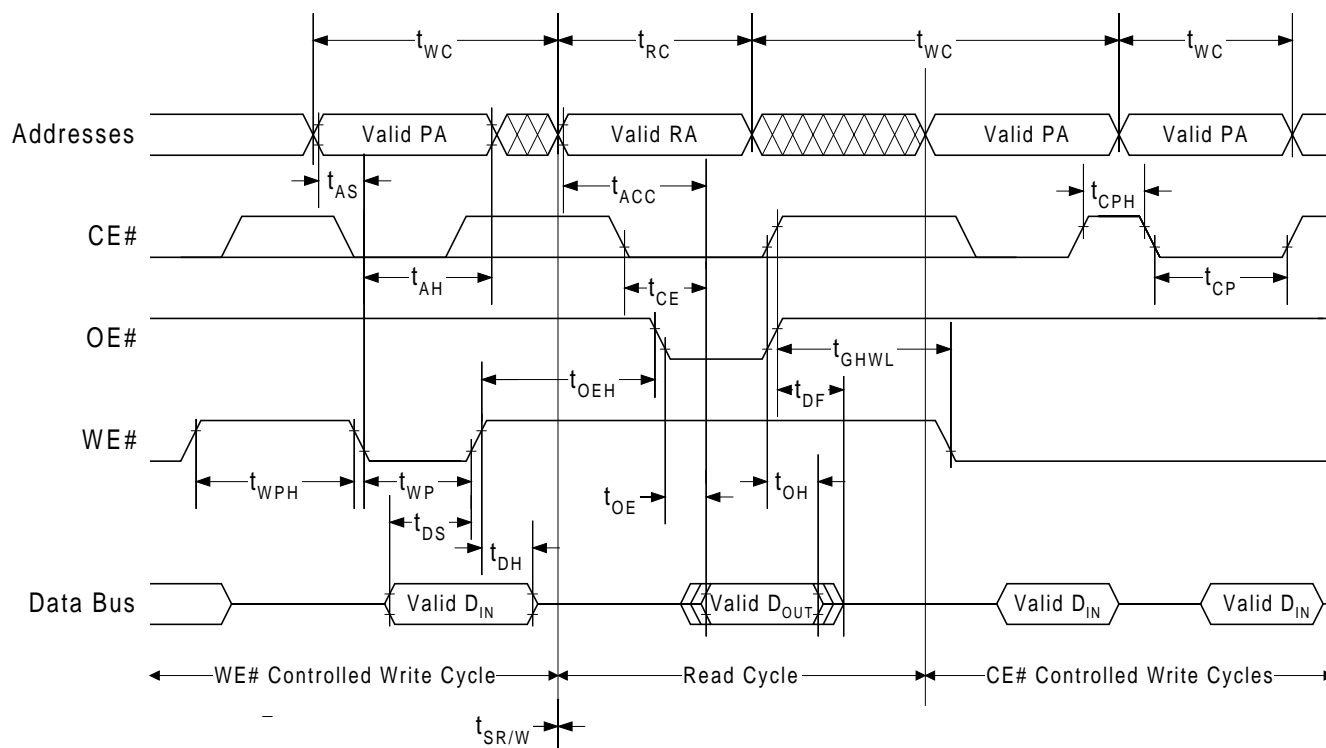 tWC tRC tWC tWC
Addresses Valid PA Valid RA Valid PA Valid PA
tAS tACC tCPH
CE#
tAH tCE tCP
OE#
tGHWL
tOEH tDF
WE#
tWPH tWP tOE tOH
tDS
tDH
Data Bus Valid DIN Valid DOUT Valid DIN Valid DIN
WE# Controlled Write Cycle Read Cycle CE# Controlled Write Cycles
tSR/W